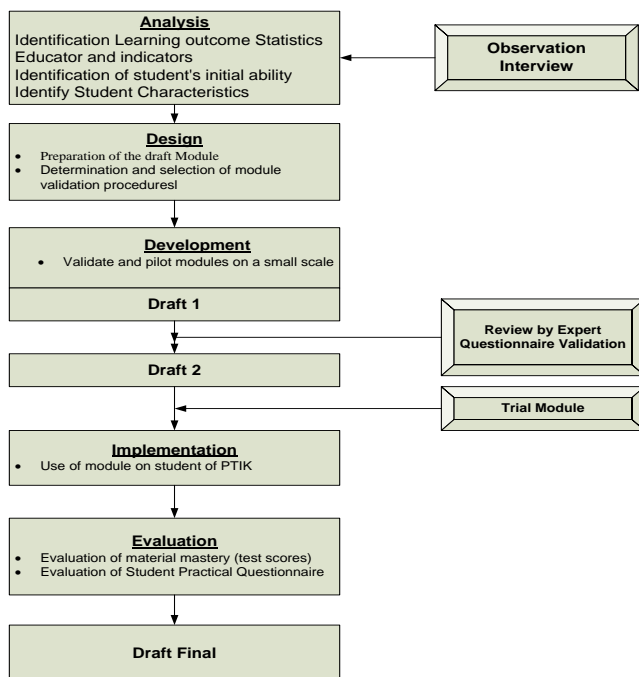 Analysis
Identification Learning outcome Statistics
Educator and indicators
Identification of student's initial ability
Identify Student Characteristics
Observation
Interview
Design
• Preparation of the draft Module
• Determination and selection of module
validation proceduresl
Development
• Validate and pilot modules on a small scale
Draft 1
Review by Expert
Questionnaire Validation
Draft 2
Trial Module
Implementation
• Use of module on student of PTIK
Evaluation
• Evaluation of material mastery (test scores)
• Evaluation of Student Practical Questionnaire
Draft Final